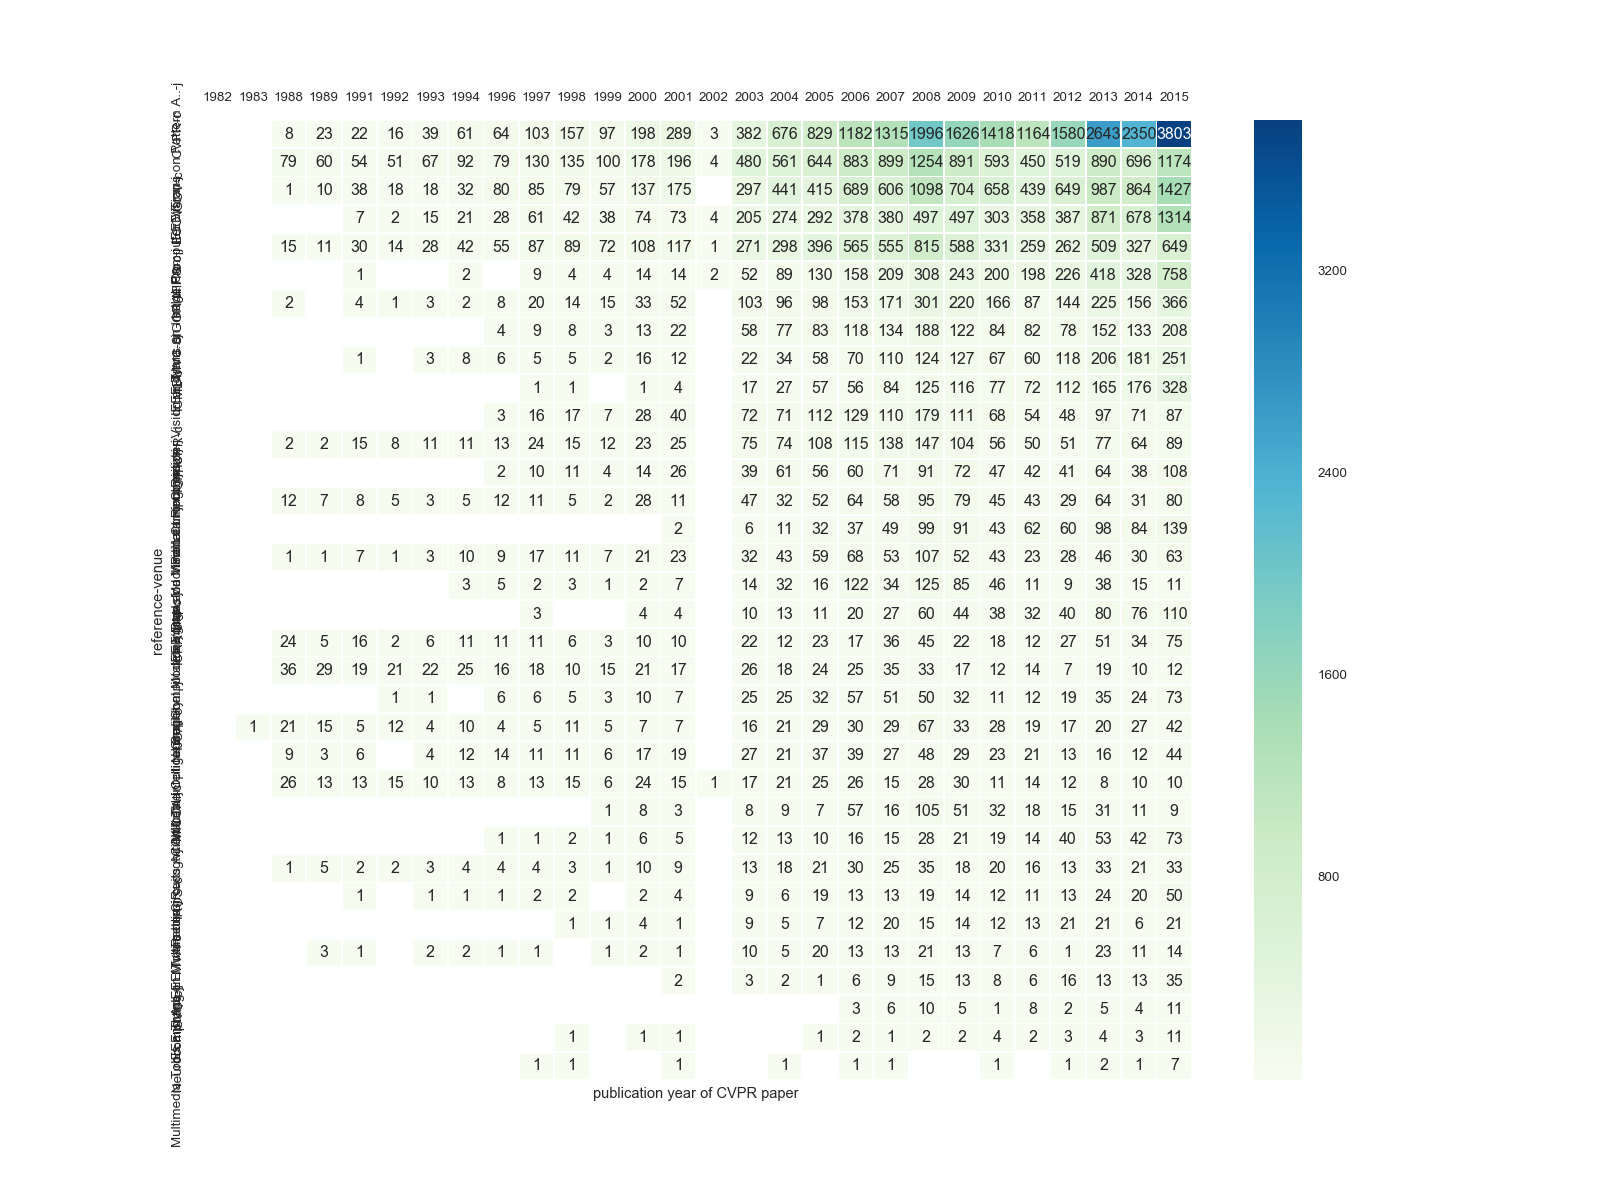 1982 1983 1988 1989 1991 1992 1993 1994 1996 1997 1998 1999 2000 2001 2002 2003 2004 2005 2006 2007 2008 2009 2010 2011 2012 2013 2014 2015
8 23 22 16 39 61 64 103 157 97 198 289 3 382 676 829 1182 1315 1996 1626 1418 1164 1580 2643 2350 3803
79 60 54 51 67 92 79 130 135 100 178 196 4 480 561 644 883 899 1254 891 593 450 519 890 696 1174
1 10 38 18 18 32 80 85 79 57 137 175 297 441 415 689 606 1098 704 658 439 649 987 864 1427
7 2 15 21 28 61 42 38 74 73 4 205 274 292 378 380 497 497 303 358 387 871 678 1314
15 11 30 14 28 42 55 87 89 72 108 117 1 271 298 396 565 555 815 588 331 259 262 509 327 649
1 2 9 4 4 14 14 2 52 89 130 158 209 308 243 200 198 226 418 328 758
2 4 1 3 2 8 20 14 15 33 52 103 96 98 153 171 301 220 166 87 144 225 156 366
4 9 8 3 13 22 58 77 83 118 134 188 122 84 82 78 152 133 208
1 3 8 6 5 5 2 16 12 22 34 58 70 110 124 127 67 60 118 206 181 251
1 1 1 4 17 27 57 56 84 125 116 77 72 112 165 176 328
3 16 17 7 28 40 72 71 112 129 110 179 111 68 54 48 97 71 87
2 2 15 8 11 11 13 24 15 12 23 25 75 74 108 115 138 147 104 56 50 51 77 64 89
2 10 11 4 14 26 39 61 56 60 71 91 72 47 42 41 64 38 108
12 7 8 5 3 5 12 11 5 2 28 11 47 32 52 64 58 95 79 45 43 29 64 31 80
2 6 11 32 37 49 99 91 43 62 60 98 84 139
1 1 7 1 3 10 9 17 11 7 21 23 32 43 59 68 53 107 52 43 23 28 46 30 63
3 5 2 3 1 2 7 14 32 16 122 34 125 85 46 11 9 38 15 11
3 4 4 10 13 11 20 27 60 44 38 32 40 80 76 110
24 5 16 2 6 11 11 11 6 3 10 10 22 12 23 17 36 45 22 18 12 27 51 34 75
36 29 19 21 22 25 16 18 10 15 21 17 26 18 24 25 35 33 17 12 14 7 19 10 12
1 1 6 6 5 3 10 7 25 25 32 57 51 50 32 11 12 19 35 24 73
1 21 15 5 12 4 10 4 5 11 5 7 7 16 21 29 30 29 67 33 28 19 17 20 27 42
9 3 6 4 12 14 11 11 6 17 19 27 21 37 39 27 48 29 23 21 13 16 12 44
26 13 13 15 10 13 8 13 15 6 24 15 1 17 21 25 26 15 28 30 11 14 12 8 10 10
1 8 3 8 9 7 57 16 105 51 32 18 15 31 11 9
1 1 2 1 6 5 12 13 10 16 15 28 21 19 14 40 53 42 73
1 5 2 2 3 4 4 4 3 1 10 9 13 18 21 30 25 35 18 20 16 13 33 21 33
1 1 1 1 2 2 2 4 9 6 19 13 13 19 14 12 11 13 24 20 50
1 1 4 1 9 5 7 12 20 15 14 12 13 21 21 6 21
3 1 2 2 1 1 1 2 1 10 5 20 13 13 21 13 7 6 1 23 11 14
2 3 2 1 6 9 15 13 8 6 16 13 13 35
3 6 10 5 1 8 2 5 4 11
1 1 1 1 2 1 2 2 4 2 3 4 3 11
1 1 1 1 1 1 1 1 2 1 7
publication year of CVPR paper
reference-venue
3200
2400
1600
800